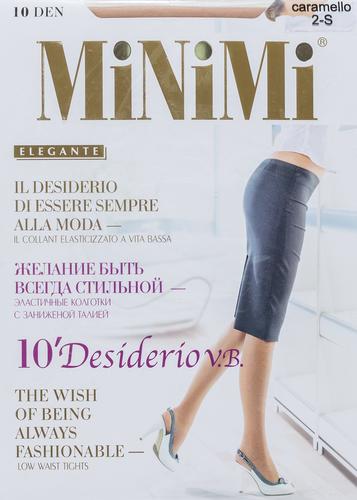 10 DEN
caramello
2-S
MiNiMi®
ELEGANTE
IL DESIDERIO
DI ESSERE SEMPRE
ALLA MODA —
IL COLLANT ELASTICIZZATO A VITA BASSA
ЖЕЛАНИЕ БЫТЬ
ВСЕГДА СТИЛЬНОЙ —
ЭЛАСТИЧНЫЕ КОЛГОТКИ
С ЗАНИЖЕНОЙ ТАЛИЕЙ
10'Desiderio V.B.
THE WISH
OF BEING
ALWAYS
FASHIONABLE —
LOW WAIST TIGHTS